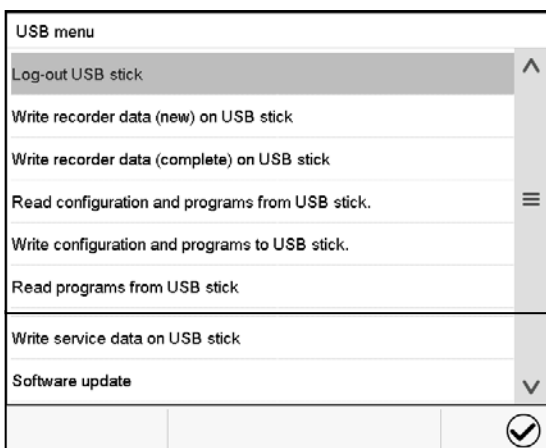 USB menu
Log-out USB stick
Write recorder data (new) on USB stick
Write recorder data (complete) on USB stick
Read configuration and programs from USB stick.
Write configuration and programs to USB stick.
Read programs from USB stick
Write service data on USB stick
Software update